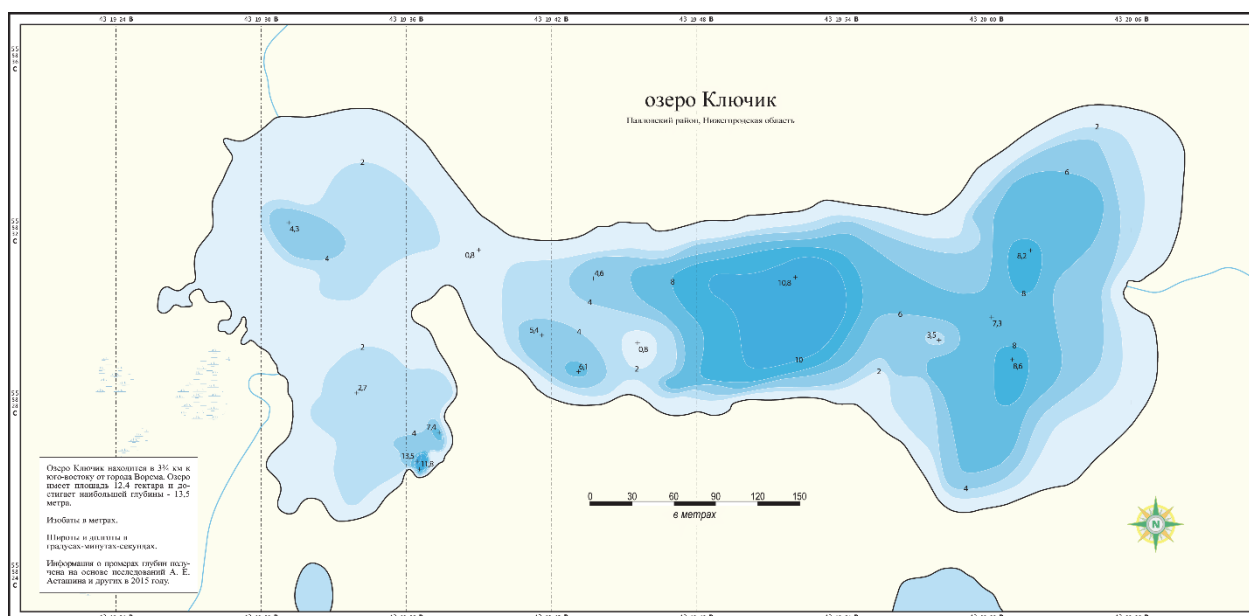 43 19 24 В
43 19 30 В
43 19 36 В
43 19 42 В
43 19 48 В
43 19 54 В
43 20 00 В
43 20 06 В
озеро Ключик
Павловский район, Нижегородская область
2
2
6
4,3
4
0,8
4,6
8
10,8
8,2
8
4
5,4
4
6
7,3
3,5
0,8
6,1
2
10
2
8
8,6
2
2,7
4
7,4
13,5
11,8
4
0 30 60 90 120 150
в метрах
N
Озеро Ключик находится в 3¾ км к
юго-востоку от города Ворсма. Озеро
имеет площадь 12,4 гектара и до-
стигает наибольшей глубины - 13,5
метра.
Изобаты в метрах.
Широты и долготы в
градусах-минутах-секундах.
Информация о промерах глубин полу-
чена на основе исследований А. Е.
Асташина и других в 2015 году.